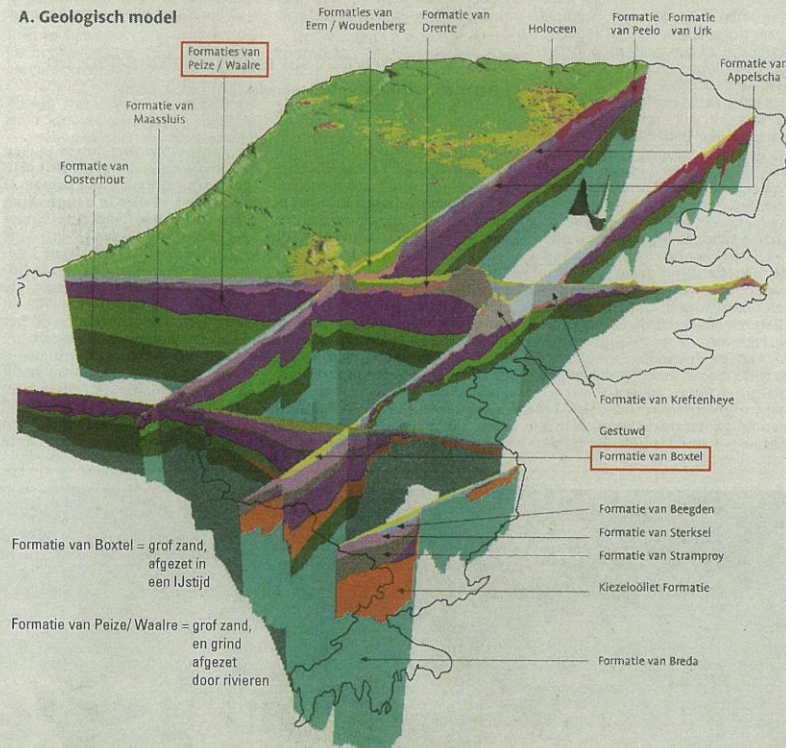 A. Geologisch model
Formaties van
Peize / Waalre
Formaties van
Eem / Woudenberg
Formatie van
Drente
Holoceen
Formatie
van Peelo
Formatie
van Urk
Formatie van
Appelscha
Formatie van
Maassluis
Formatie van
Oosterhout
Formatie van Kreftenheye
Gestuwd
Formatie van Boxtel
Formatie van Beegden
Formatie van Sterksel
Formatie van Stramproy
Kiezeloöliet Formatie
Formatie van Breda
Formatie van Boxtel = grof zand,
afgezet in
een IJstijd
Formatie van Peize/ Waalre = grof zand,
en grind
afgezet
door rivieren